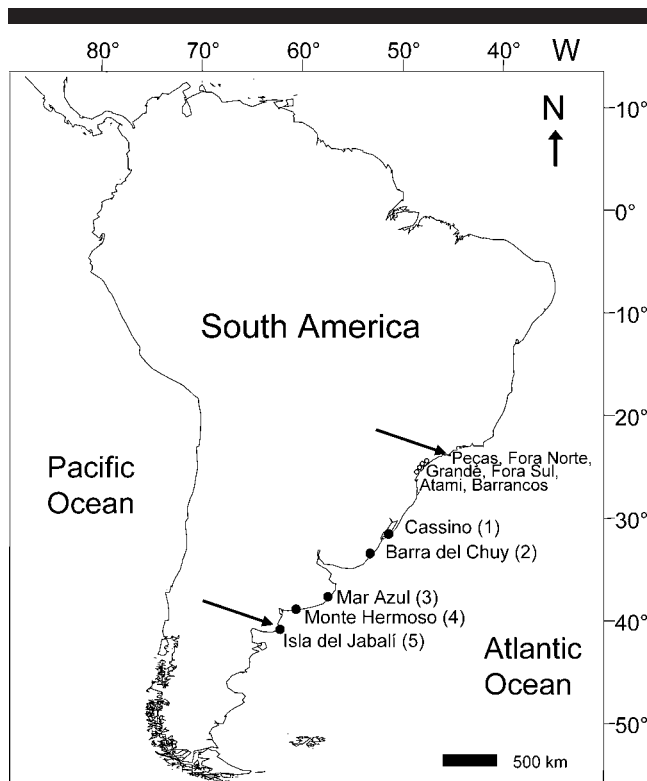 80° 70° 60° 50° 40° W
N
10°
0°
South America
10°
20°
Pacific
Ocean
Peças, Fora Norte,
Grande, Fora Sul,
Atami, Barrancos
30°
Cassino (1)
Barra del Chuy (2)
Mar Azul (3)
Monte Hermoso (4)
40°
Isla del Jabalí (5)
Atlantic
Ocean
50°
500 km